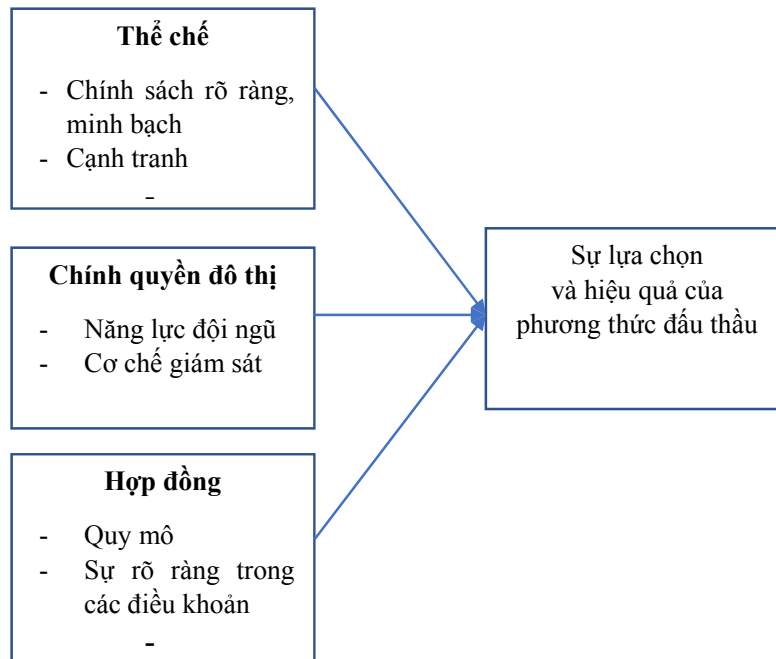 Thể chế
- Chính sách rõ ràng,
minh bạch
- Cạnh tranh
-
Chính quyền đô thị
- Năng lực đội ngũ
- Cơ chế giám sát
Hợp đồng
- Quy mô
- Sự rõ ràng trong
các điều khoản
-
Sự lựa chọn
và hiệu quả của
phương thức đấu thầu